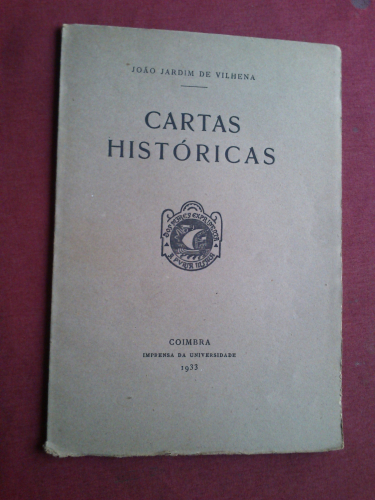 JOÃO JARDIM DE VILHENA
CARTAS
HISTÓRICAS
COIMBRA
IMPRENSA DA UNIVERSIDADE
1933